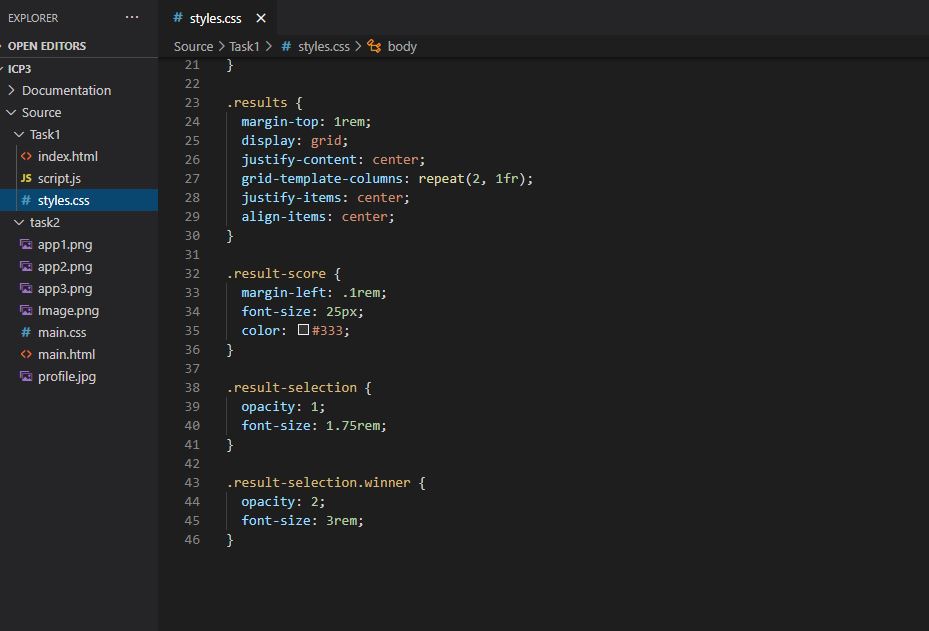 EXPLORER
···
# styles.css ×
OPEN EDITORS
Source > Task1 > # styles.css > body
ICP3
Documentation
Source
Task1
<> index.html
JS script.js
# styles.css
task2
app1.png
app2.png
app3.png
Image.png
# main.css
<> main.html
profile.jpg
21 }
22
23 .results {
24 margin-top: 1rem;
25 display: grid;
26 justify-content: center;
27 grid-template-columns: repeat(2, 1fr);
28 justify-items: center;
29 align-items: center;
30 }
31
32 .result-score {
33 margin-left: .1rem;
34 font-size: 25px;
35 color: #333;
36 }
37
38 .result-selection {
39 opacity: 1;
40 font-size: 1.75rem;
41 }
42
43 .result-selection.winner {
44 opacity: 2;
45 font-size: 3rem;
46 }